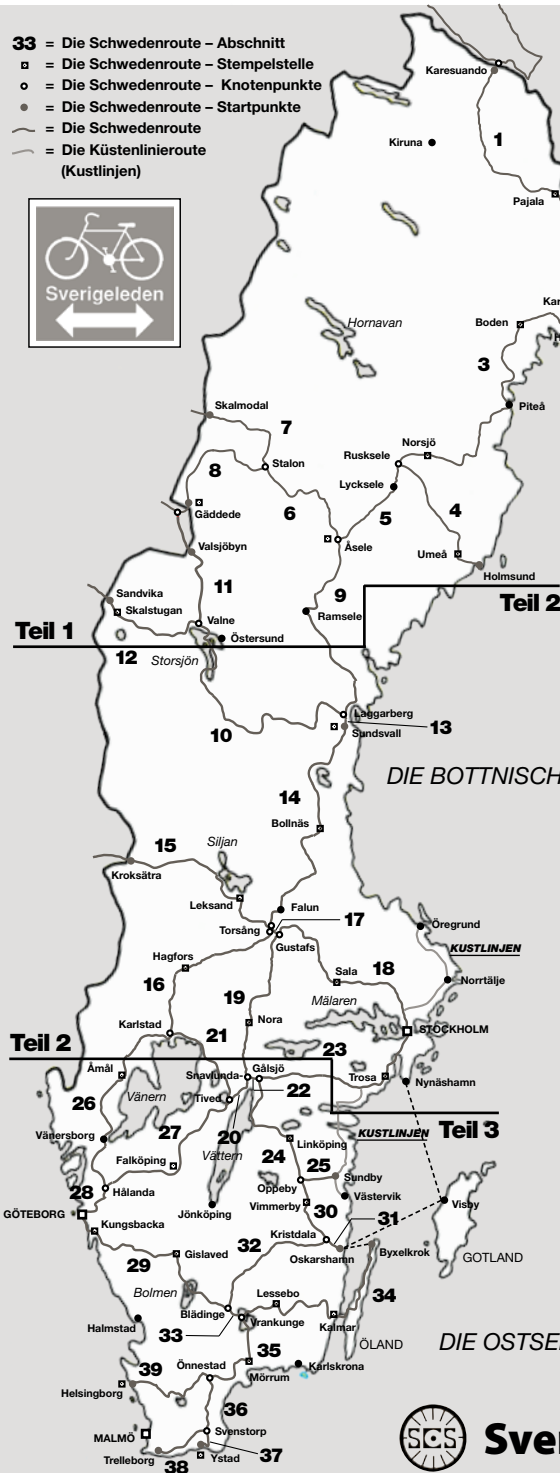 33 = Die Schwedenroute – Abschnitt
= Die Schwedenroute – Stempelstelle
= Die Schwedenroute – Knotenpunkte
= Die Schwedenroute – Startpunkte
= Die Schwedenroute
= Die Küstenlinieroute
(Kustlinjen)
Sverigeleden
Karesuando
1
Kiruna
Pajala
Hornavan
Kar
Boden
H
3
Piteå
Skalmodal
7
Norsjö
8
Stalon
Rusksele
Lycksele
4
6
5
Gäddede
Åsele
Umeå
Valsjöbyn
Holmsund
11
9
Sandvika
Teil 2
Skalstugan
Ramsele
Valne
Teil 1
Östersund
12
Storsjön
Laggarberg
10
13
Sundsvall
DIE BOTTNISCH
14
Bollnäs
15
Siljan
Kroksätra
Leksand
Falun
17
Torsång
Öregrund
Gustafs
KUSTLINJEN
Hagfors
Sala
18
16
Norrtälje
19
Mälaren
Nora
Karlstad
STOCKHOLM
21
Teil 2
23
Åmål
Snavlunda
Gålsjö
Trosa
26
Vänern
22
Nynäshamn
Tived
20
Teil 3
Vänersborg
27
Vättern
KUSTLINJEN
24
Linköping
Falköping
25
Sundby
28
Hålanda
Oppeby
Västervik
Visby
GÖTEBORG
Jönköping
Vimmerby
30
31
Kungsbacka
Kristdala
32
Gislaved
Oskarshamn
Byxelkrok
GOTLAND
29
Bolmen
Lessebo
34
Blädinge
Halmstad
33
Vrankunge
Kalmar
ÖLAND
DIE OSTSE
35
Önnestad
Karlskrona
39
Mörrum
Helsingborg
36
MALMÖ
Svenstorp
SCS
Sver
37
Trelleborg
Ystad
38